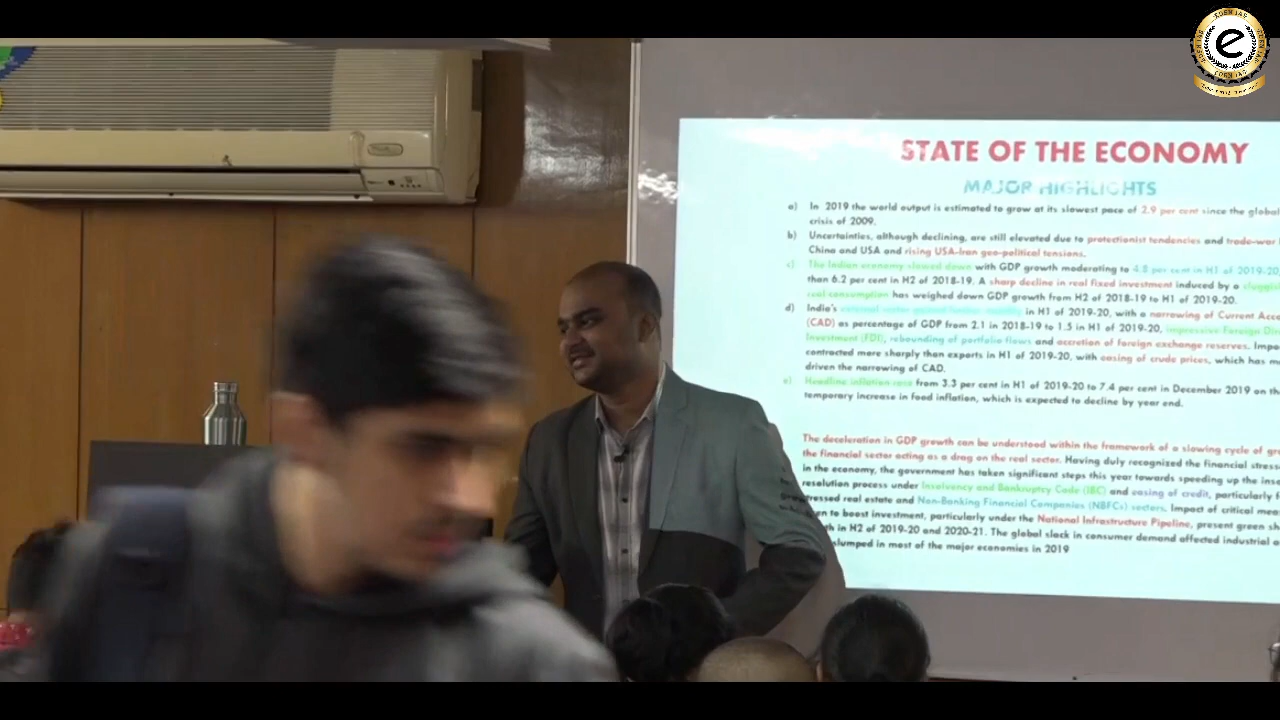 EDEN IAS
e
EDEN IAS
STATE OF THE ECONOMY
MAJOR HIGHLIGHTS
a) In 2019 the world output is estimated to grow at its slowest pace of 2.9 per cent since the global
crisis of 2009.
b) Uncertainties, although declining, are still elevated due to protectionist tendencies and trade-war
China and USA and rising USA-Iran geo-political tensions.
c) The Indian economy slowed down with GDP growth moderating to 4.8 per cent in H1 of 2019-20,
than 6.2 per cent in H2 of 2018-19. A sharp decline in real fixed investment induced by a
real consumption has weighed down GDP growth from H2 of 2018-19 to H1 of 2019-20.
d) India's external sector in H1 of 2019-20, with a narrowing of Current
(CAD) as percentage of GDP from 2.1 in 2018-19 to 1.5 in H1 of 2019-20, impressive Foreign
Investment (FDI), rebounding of portfolio flows and accretion of foreign exchange reserves.
contracted more sharply than exports in H1 of 2019-20, with easing of crude prices, which has
driven the narrowing of CAD.
e) Headline inflation rose from 3.3 per cent in H1 of 2019-20 to 7.4 per cent in December 2019 on
temporary increase in food inflation, which is expected to decline by year end.
The deceleration in GDP growth can be understood within the framework of a slowing cycle of
the financial sector acting as a drag on the real sector. Having duly recognized the financial
in the economy, the government has taken significant steps this year towards speeding up the
resolution process under Insolvency and Bankruptcy Code (IBC) and easing of credit, particularly
stressed real estate and Non-Banking Financial Companies (NBFCs) sectors. Impact of critical
to boost investment, particularly under the National Infrastructure Pipeline, present green
in H2 of 2019-20 and 2020-21. The global slack in consumer demand affected industrial
slumped in most of the major economies in 2019